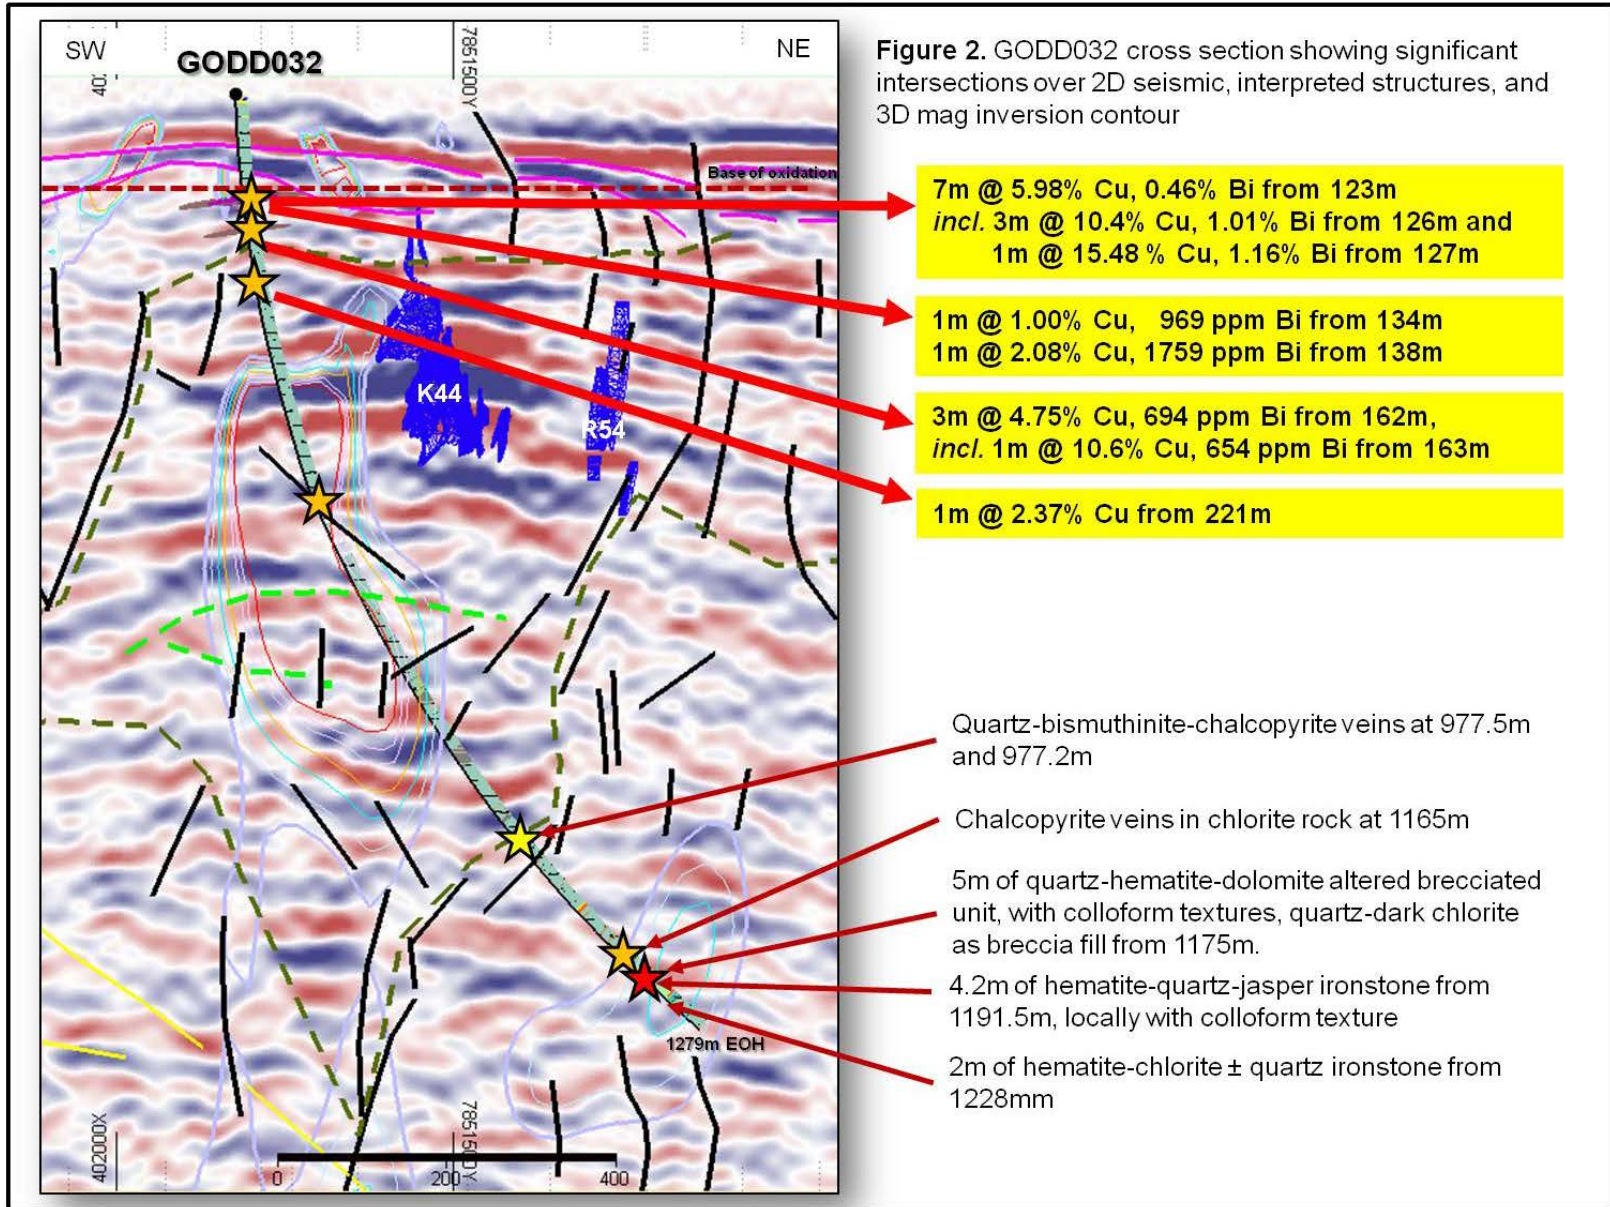 SW
GODD032
NE
7851500Y
Figure 2. GODD032 cross section showing significant
intersections over 2D seismic, interpreted structures, and
3D mag inversion contour
Base of oxidation
7m @ 5.98% Cu, 0.46% Bi from 123m
incl. 3m @ 10.4% Cu, 1.01% Bi from 126m and
1m @ 15.48 % Cu, 1.16% Bi from 127m
1m @ 1.00% Cu, 969 ppm Bi from 134m
1m @ 2.08% Cu, 1759 ppm Bi from 138m
K44
R54
3m @ 4.75% Cu, 694 ppm Bi from 162m,
incl. 1m @ 10.6% Cu, 654 ppm Bi from 163m
1m @ 2.37% Cu from 221m
Quartz-bismuthinite-chalcopyrite veins at 977.5m
and 977.2m
Chalcopyrite veins in chlorite rock at 1165m
5m of quartz-hematite-dolomite altered brecciated
unit, with colloform textures, quartz-dark chlorite
as breccia fill from 1175m.
4.2m of hematite-quartz-jasper ironstone from
1191.5m, locally with colloform texture
1279m EOH
2m of hematite-chlorite ± quartz ironstone from
1228mm
402000X
7851500Y
0 200 400